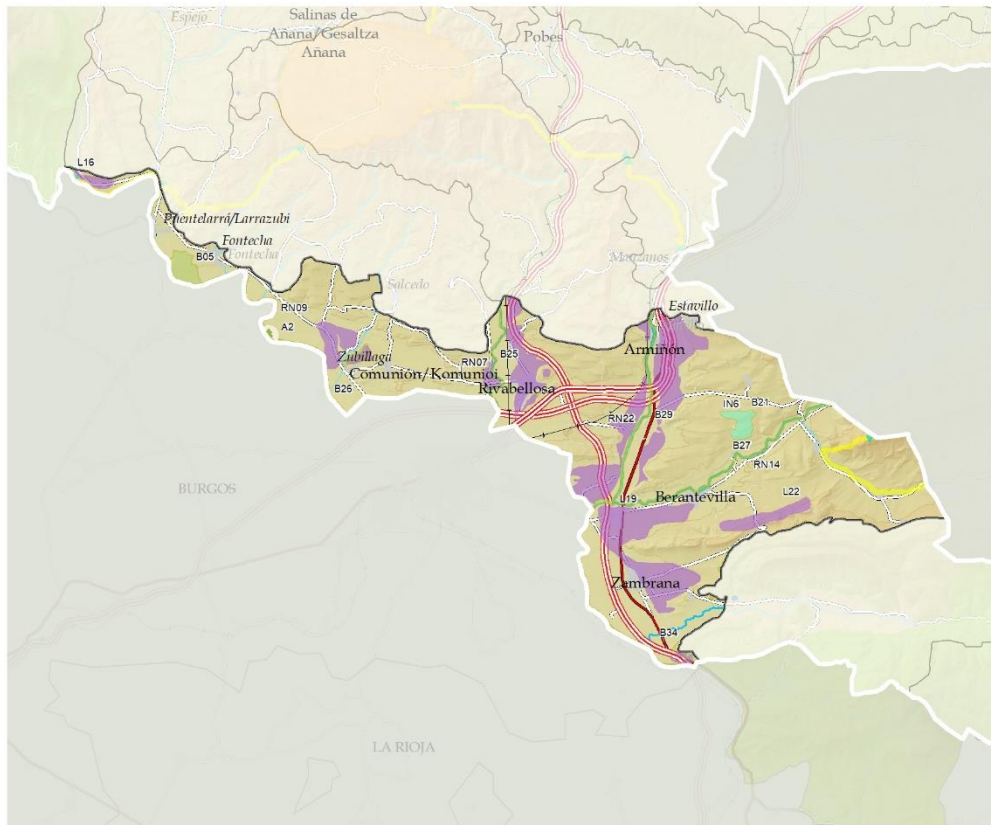 Espejo
Salinas de
Añana/Gesaltza
Añana
Pobes
L16
Puentelarrá/Larrazubi
Fontecha
B05
Fontecha
Manzanos
Salcedo
Estavillo
RN09
A2
Armiñón
B25
RN07
Zubillaga
Comunión/Komunioi
Rivabellosa
B26
IN6
B21
RN22
B29
B27
RN14
BURGOS
L19
Berantevilla
L22
Zambrana
B34
LA RIOJA